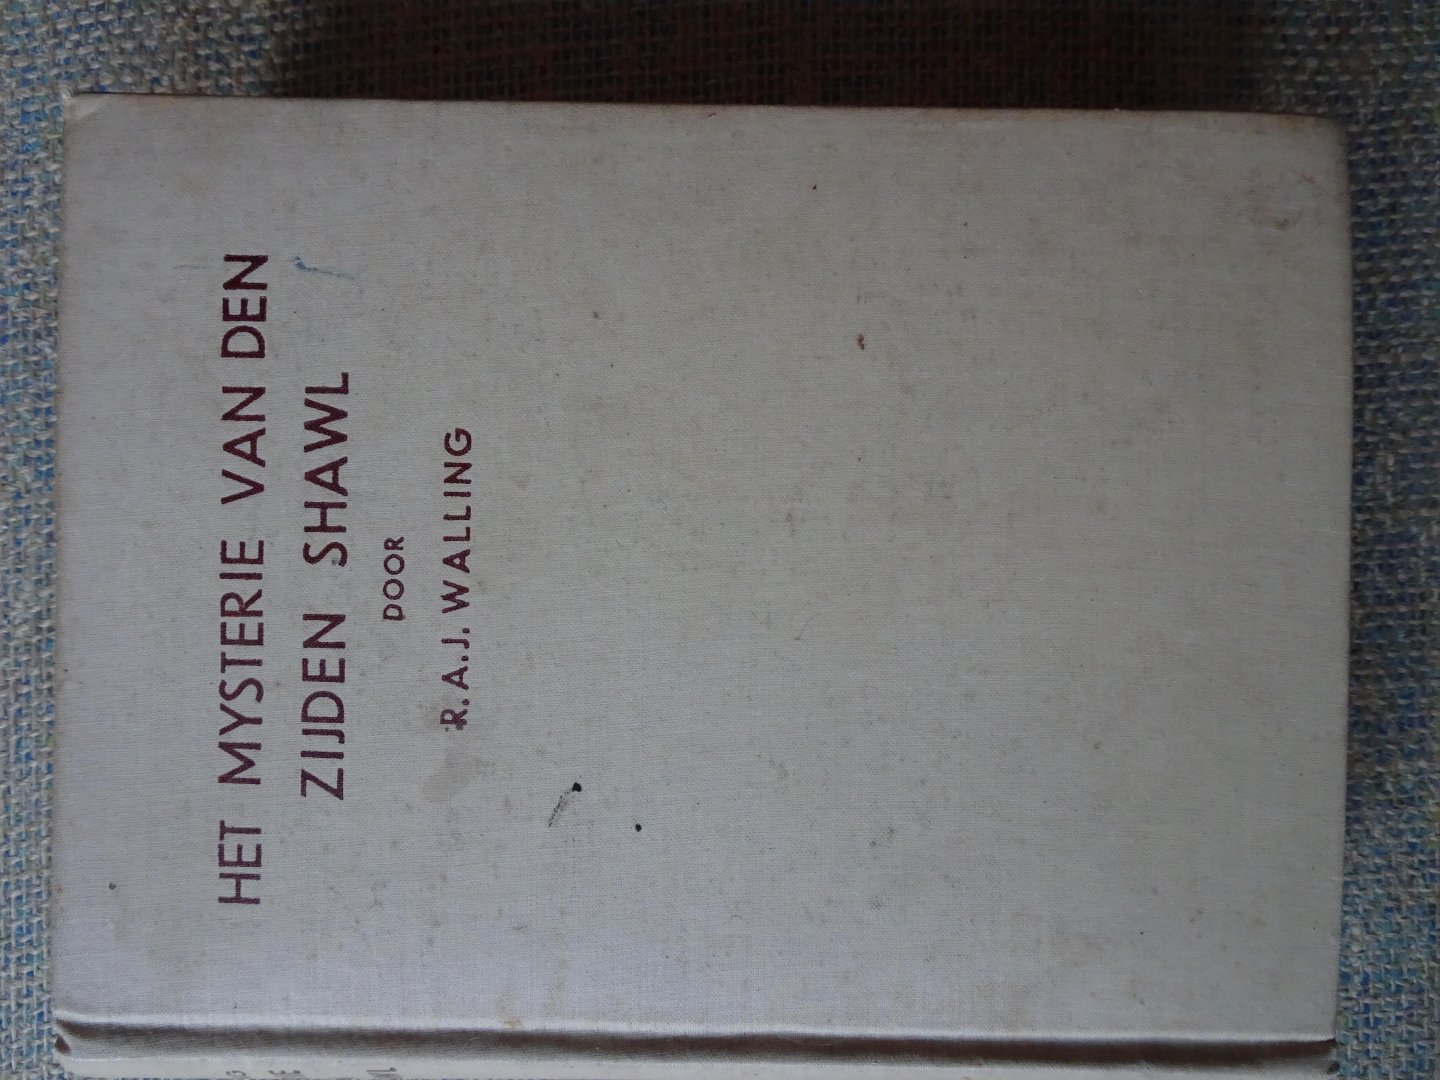 HET MYSTERIE VAN DEN
ZIJDEN SHAWL
DOOR
R.A.J. WALLING